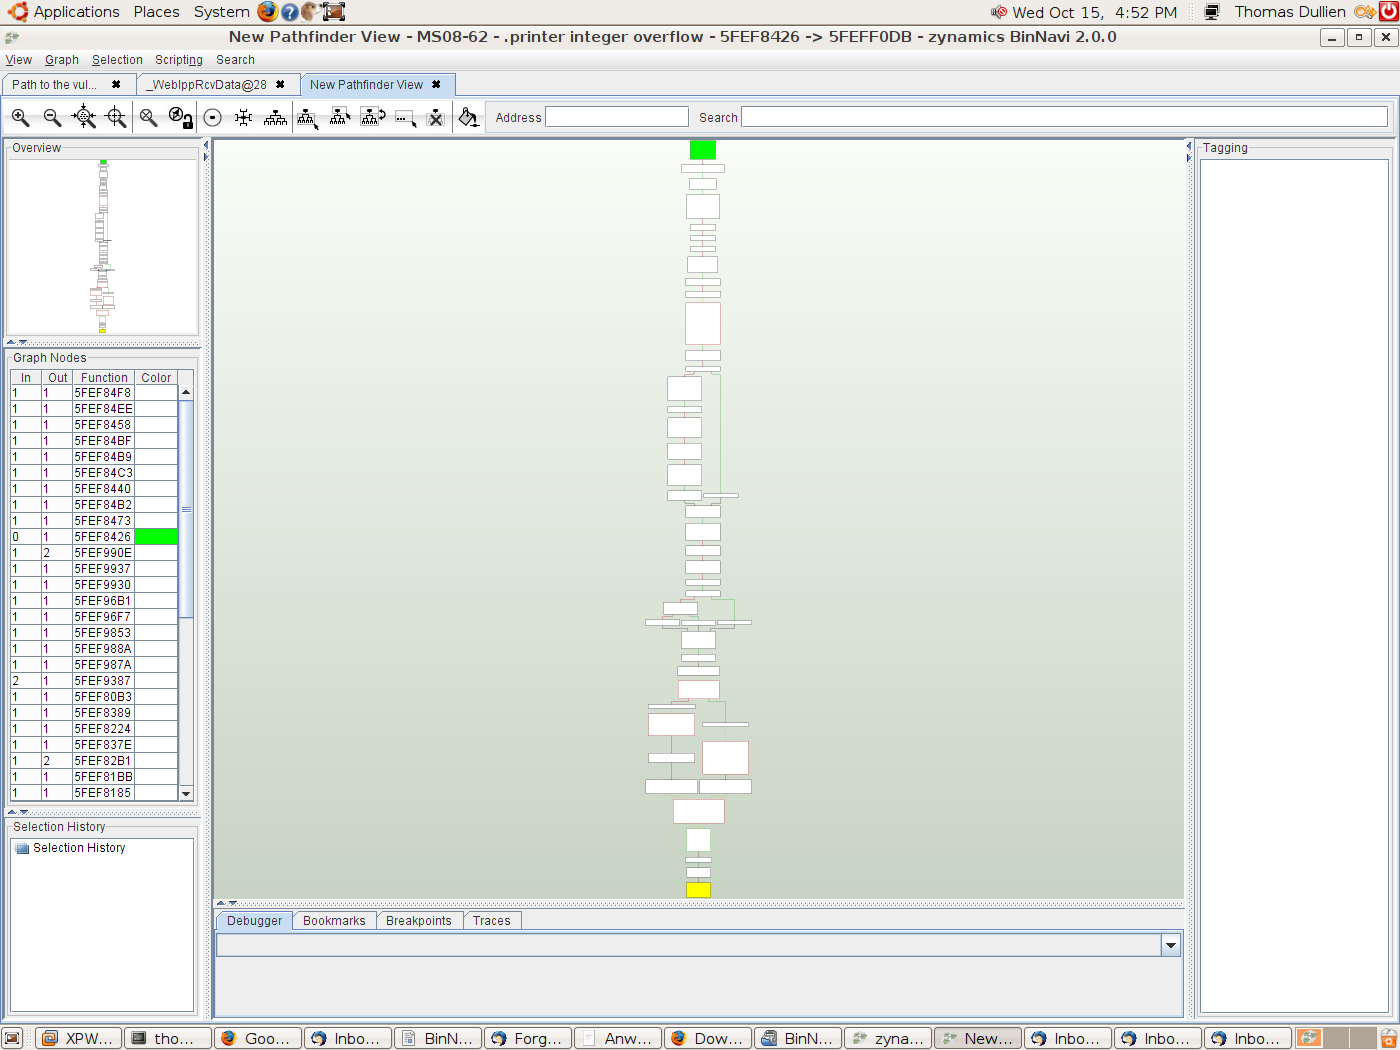 Applications Places System
Wed Oct 15, 4:52 PM
Thomas Dullien
New Pathfinder View - MS08-62 - .printer integer overflow - 5FEF8426 -> 5FEFF0DB - zynamics BinNavi 2.0.0
View Graph Selection Scripting Search
Path to the vul...
_WebIppRcvData@28
New Pathfinder View
Address
Search
Overview
Tagging
Graph Nodes
In Out Function Color
1 1 5FEF84F8
1 1 5FEF84EE
1 1 5FEF8458
1 1 5FEF84BF
1 1 5FEF84B9
1 1 5FEF84C3
1 1 5FEF8440
1 1 5FEF84B2
1 1 5FEF8473
0 1 5FEF8426
1 2 5FEF990E
1 1 5FEF9937
1 1 5FEF9930
1 1 5FEF96B1
1 1 5FEF96F7
1 1 5FEF9853
1 1 5FEF988A
1 1 5FEF987A
2 1 5FEF9387
1 1 5FEF80B3
1 1 5FEF8389
1 1 5FEF8224
1 1 5FEF837E
1 2 5FEF82B1
1 1 5FEF81BB
1 1 5FEF8185
Selection History
Selection History
Debugger Bookmarks Breakpoints Traces
XPW... tho... Goo... Inbo... BinN... Forg... Anw... Dow... BinN... zyna... New... Inbo... Inbo... Inbo...